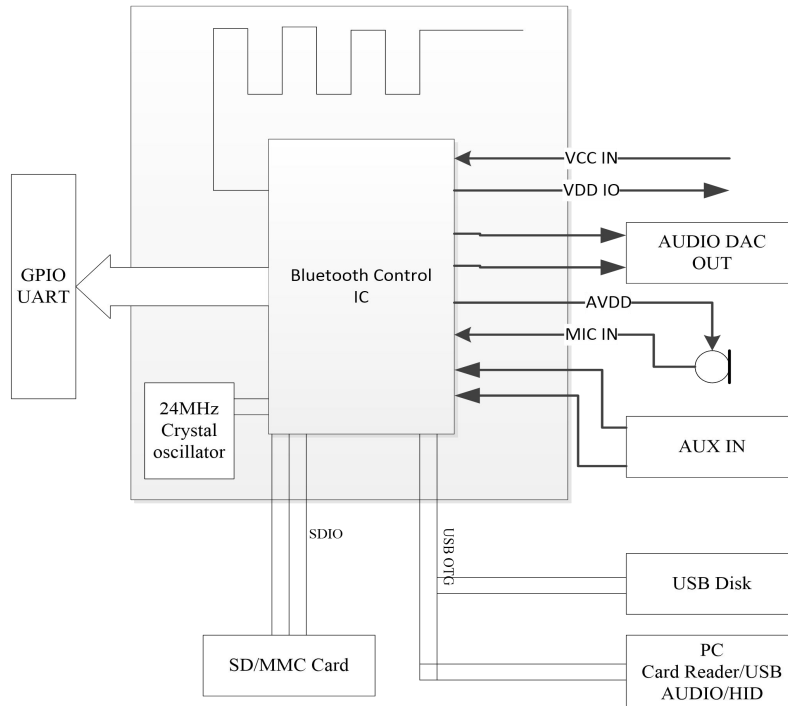 VCC IN
VDD IO
AUDIO DAC
OUT
GPIO
UART
Bluetooth Control
IC
AVDD
MIC IN
24MHz
Crystal
oscillator
AUX IN
SDIO
USB OTG
USB Disk
SD/MMC Card
PC
Card Reader/USB
AUDIO/HID